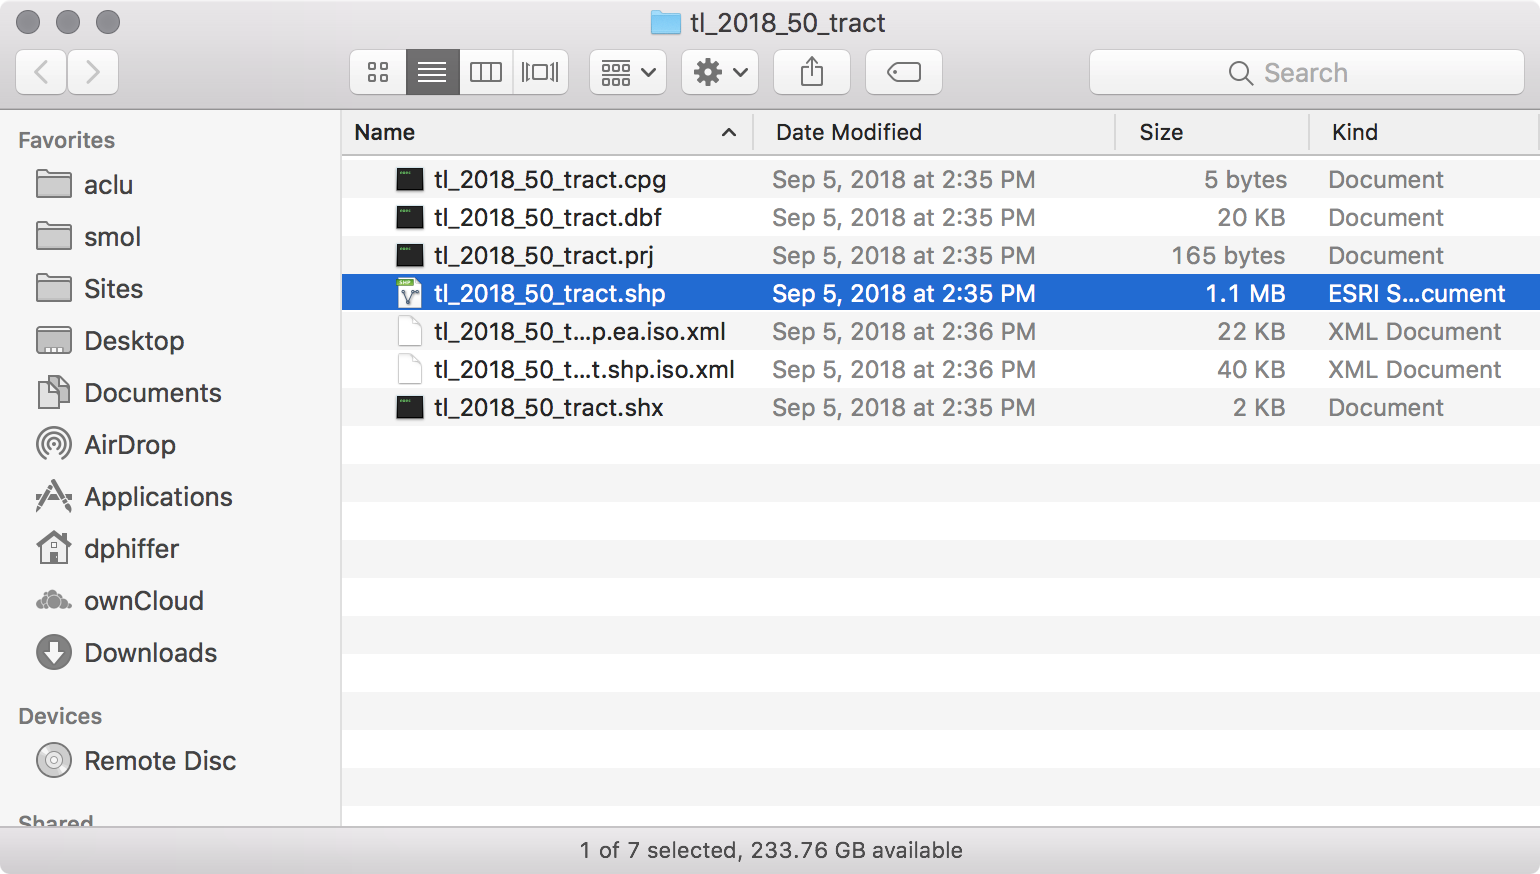 tl_2018_50_tract
Search
Favorites
aclu
smol
Sites
Desktop
Documents
AirDrop
Applications
dphiffer
ownCloud
Downloads
Devices
Remote Disc
Shared
Name Date Modified Size Kind
tl_2018_50_tract.cpg Sep 5, 2018 at 2:35 PM 5 bytes Document
tl_2018_50_tract.dbf Sep 5, 2018 at 2:35 PM 20 KB Document
tl_2018_50_tract.prj Sep 5, 2018 at 2:35 PM 165 bytes Document
tl_2018_50_tract.shp Sep 5, 2018 at 2:35 PM 1.1 MB ESRI S...cument
tl_2018_50_t...p.ea.iso.xml Sep 5, 2018 at 2:36 PM 22 KB XML Document
tl_2018_50_t...t.shp.iso.xml Sep 5, 2018 at 2:36 PM 40 KB XML Document
tl_2018_50_tract.shx Sep 5, 2018 at 2:35 PM 2 KB Document
1 of 7 selected, 233.76 GB available